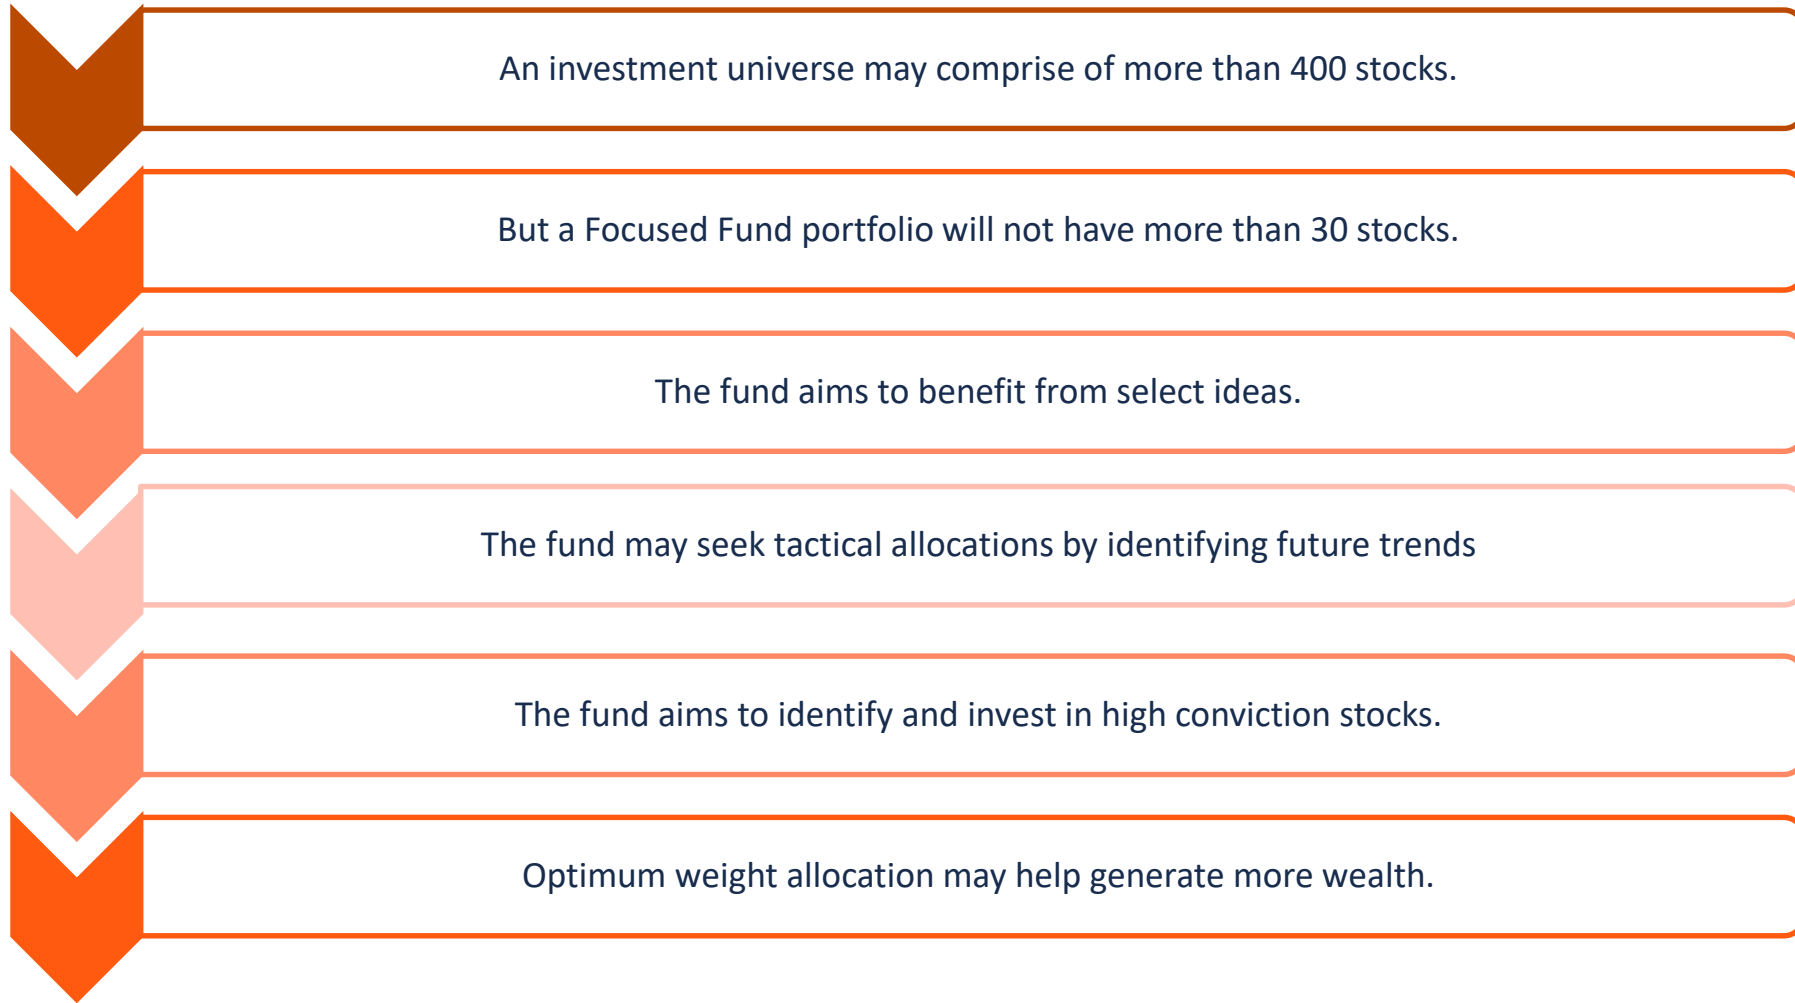 An investment universe may comprise of more than 400 stocks.
But a Focused Fund portfolio will not have more than 30 stocks.
The fund aims to benefit from select ideas.
The fund may seek tactical allocations by identifying future trends
The fund aims to identify and invest in high conviction stocks.
Optimum weight allocation may help generate more wealth.